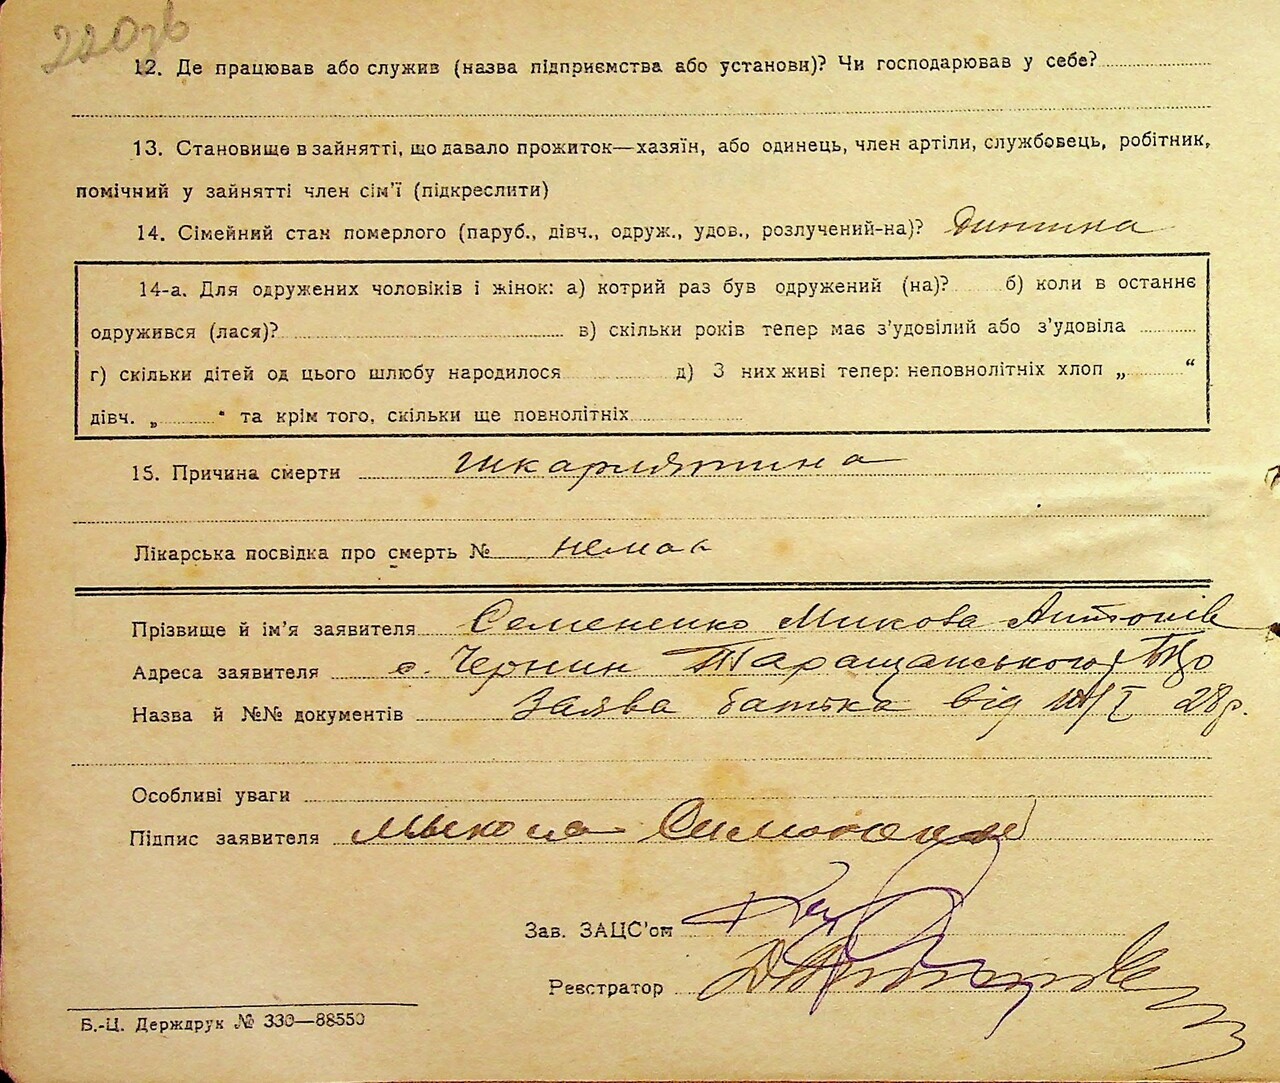 220зв
12. Де працював або служив (назва підприємства або установи)? Чи господарював у себе?
13. Становище в зайнятті, що давало прожиток—хазяїн, або одинець, член артіли, службовець, робітник,
помічний у зайнятті член сім’ї (підкреслити)
14. Сімейний стан померлого (паруб., дівч., одруж., удов., розлучений-на)? Дитина
14-а. Для одружених чоловіків і жінок: а) котрий раз був одружений (на)? б) коли в останнє
одружився (лася)? в) скільки років тепер має з’удовілий або з’удовіла
г) скільки дітей од цього шлюбу народилося д) З них живі тепер: неповнолітніх хлоп „ “
дівч. „ “ та крім того, скільки ще повнолітніх
15. Причина смерти шкарлятина
Лікарська посвідка про смерть № немає
Прізвище й ім’я заявителя Семененко Микола Антонів
Адреса заявителя с. Чернин Таращанського
Назва й №№ документів Заява батька від I 28р.
Особливі уваги
Підпис заявителя Микола
Зав. ЗАЦС’ом
Реєстратор
Б.-Ц. Держдрук № 330—88550